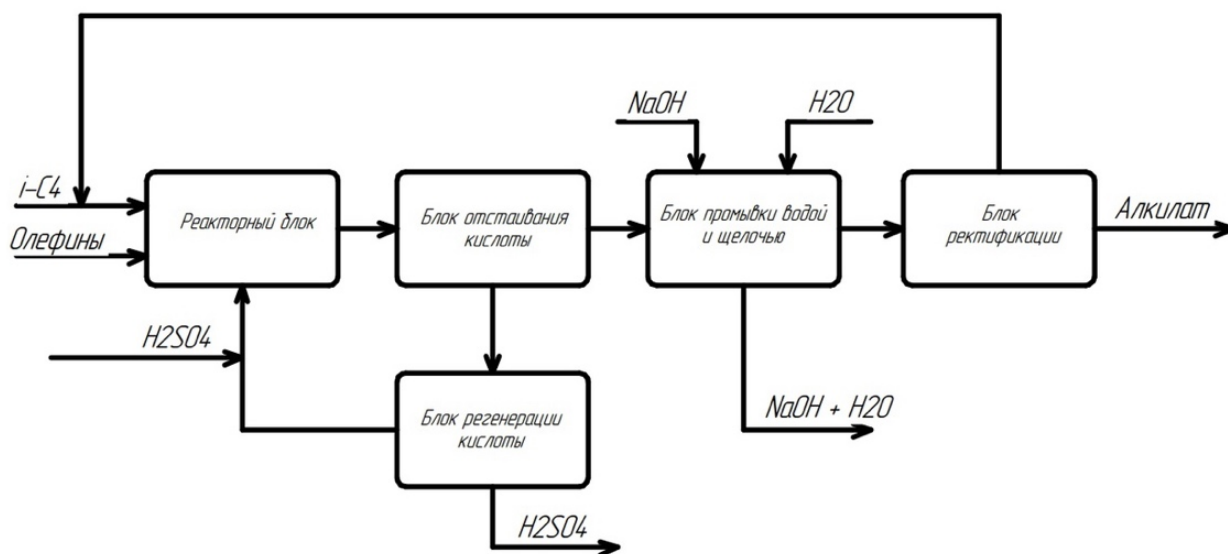 NaOH
H2O
i-C4
Реакторный блок
Блок отстаивания
кислоты
Блок промывки водой
и щелочью
Блок
ректификации
Алкилат
Олефины
H2SO4
Блок регенерации
кислоты
NaOH + H2O
H2SO4